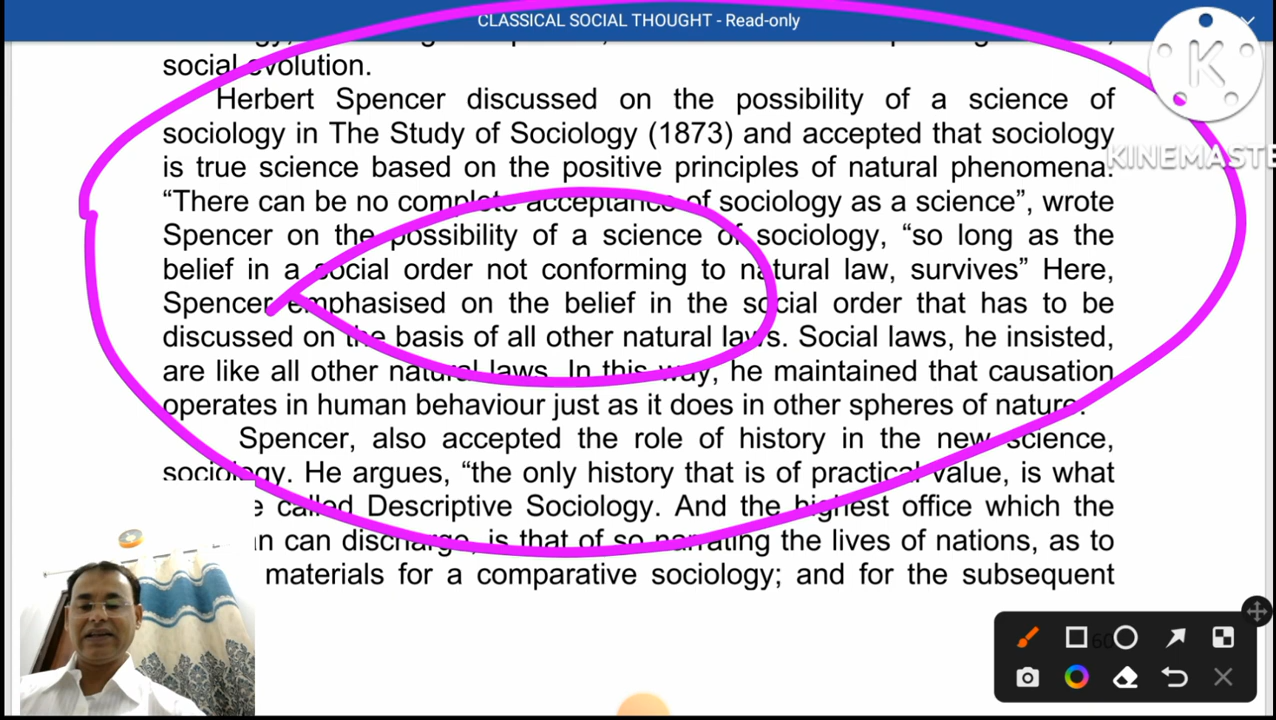 CLASSICAL SOCIAL THOUGHT - Read-only
K
KINEMASTE
social evolution.
Herbert Spencer discussed on the possibility of a science of
sociology in The Study of Sociology (1873) and accepted that sociology
is true science based on the positive principles of natural phenomena.
“There can be no complete acceptance of sociology as a science”, wrote
Spencer on the possibility of a science of sociology, “so long as the
belief in a social order not conforming to natural law, survives” Here,
Spencer emphasised on the belief in the social order that has to be
discussed on the basis of all other natural laws. Social laws, he insisted,
are like all other natural laws. In this way, he maintained that causation
operates in human behaviour just as it does in other spheres of nature.
Spencer, also accepted the role of history in the new science,
sociology. He argues, “the only history that is of practical value, is what
called Descriptive Sociology. And the highest office which the
can discharge, is that of so narrating the lives of nations, as to
materials for a comparative sociology; and for the subsequent
60